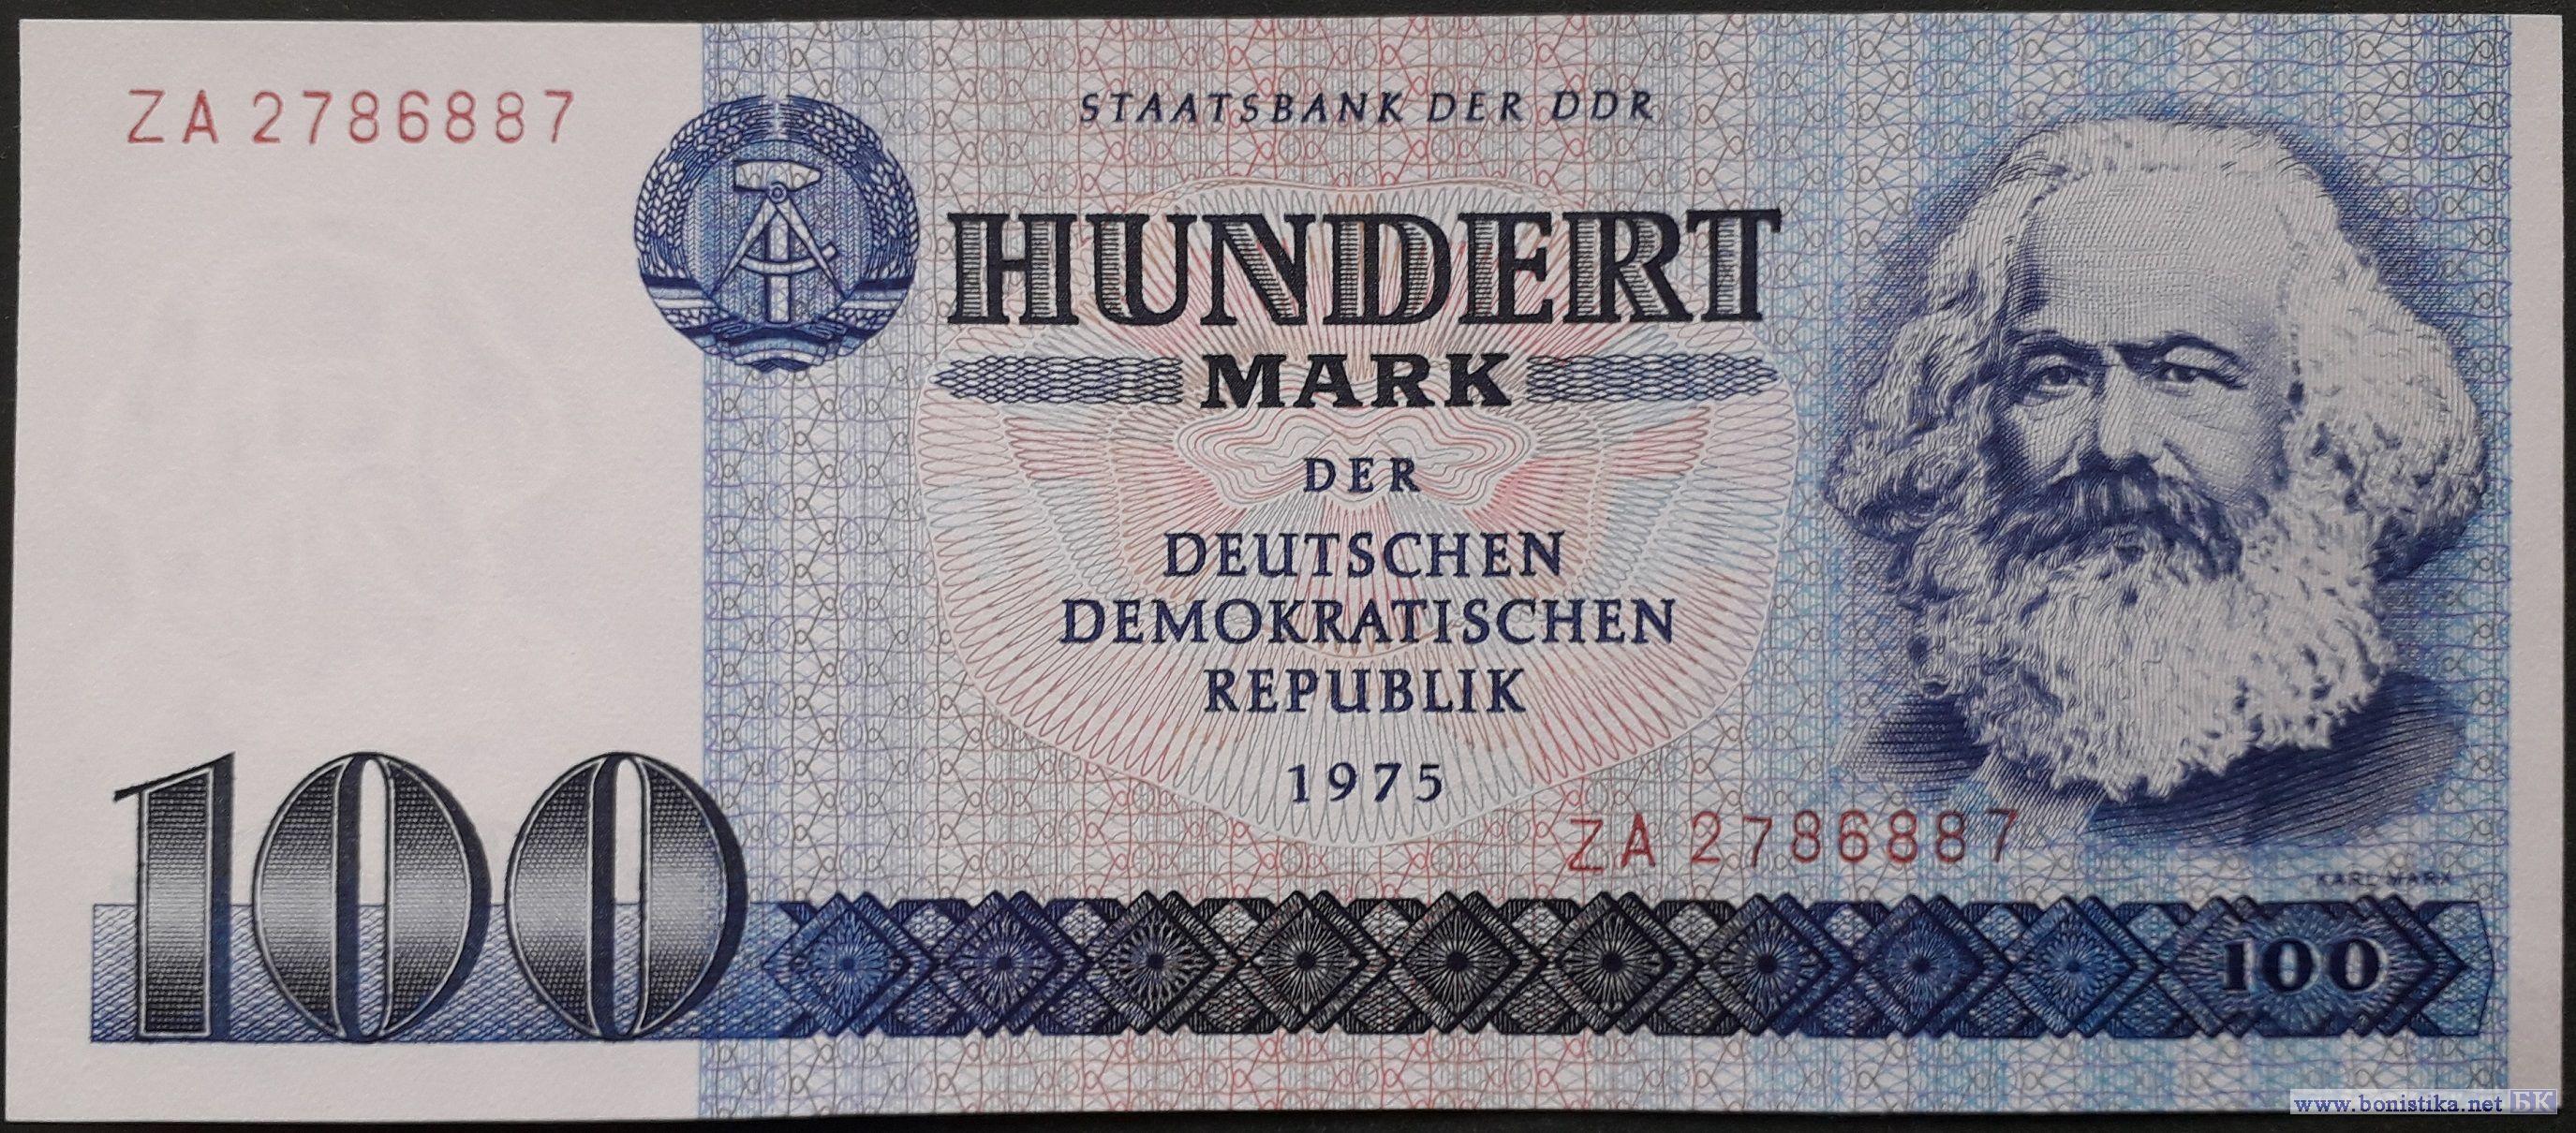 ZA 2786887
STAATSBANK DER DDR
HUNDERT
MARK
DER
DEUTSCHEN
DEMOKRATISCHEN
REPUBLIK
1975
ZA 2786887
KARL MARX
100
100
www.bonistika.net БК